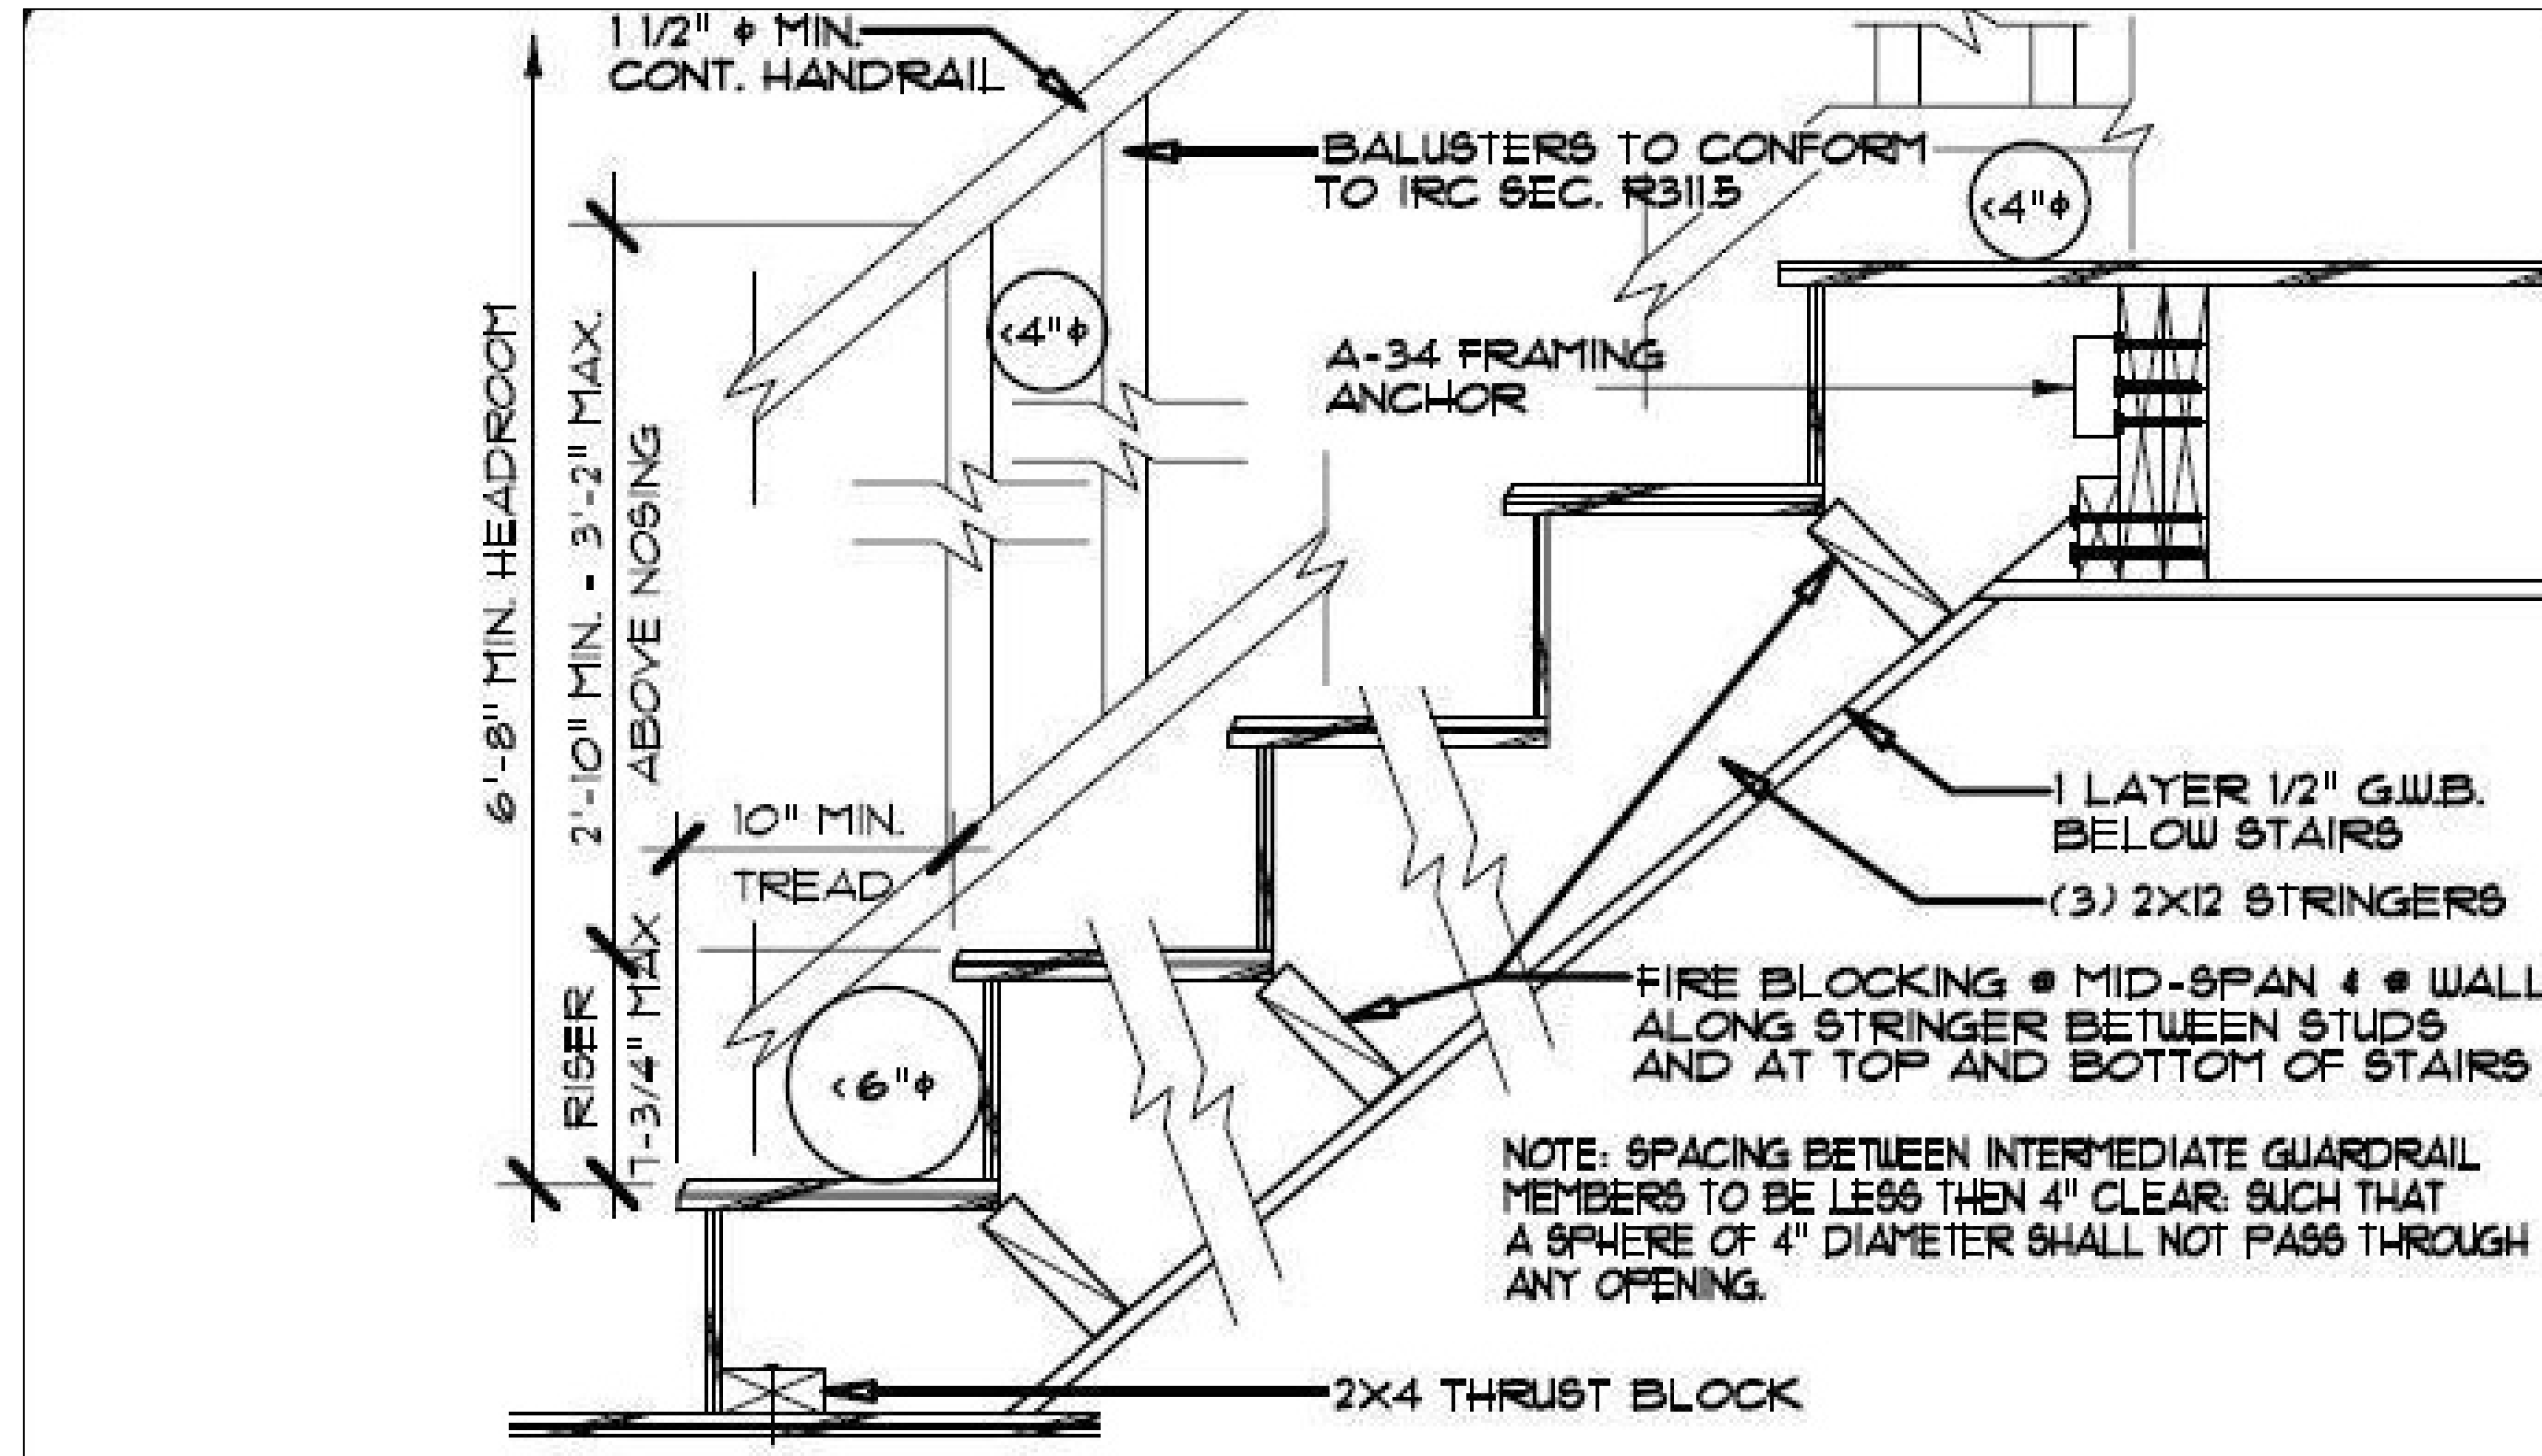 1 1/2" ϕ MIN.
CONT. HANDRAIL
BALUSTERS TO CONFORM
TO IRC SEC. R311.5
<4"ϕ
<4"ϕ
A-34 FRAMING
ANCHOR
6'-8" MIN. HEADROOM
2'-10" MIN. - 3'-2" MAX.
ABOVE NOSING
10" MIN.
TREAD
RISER
7-3/4" MAX
<6"ϕ
1 LAYER 1/2" G.W.B.
BELOW STAIRS
(3) 2X12 STRINGERS
FIRE BLOCKING @ MID-SPAN & @ WALL
ALONG STRINGER BETWEEN STUDS
AND AT TOP AND BOTTOM OF STAIRS
NOTE: SPACING BETWEEN INTERMEDIATE GUARDRAIL
MEMBERS TO BE LESS THEN 4" CLEAR: SUCH THAT
A SPHERE OF 4" DIAMETER SHALL NOT PASS THROUGH
ANY OPENING.
2X4 THRUST BLOCK